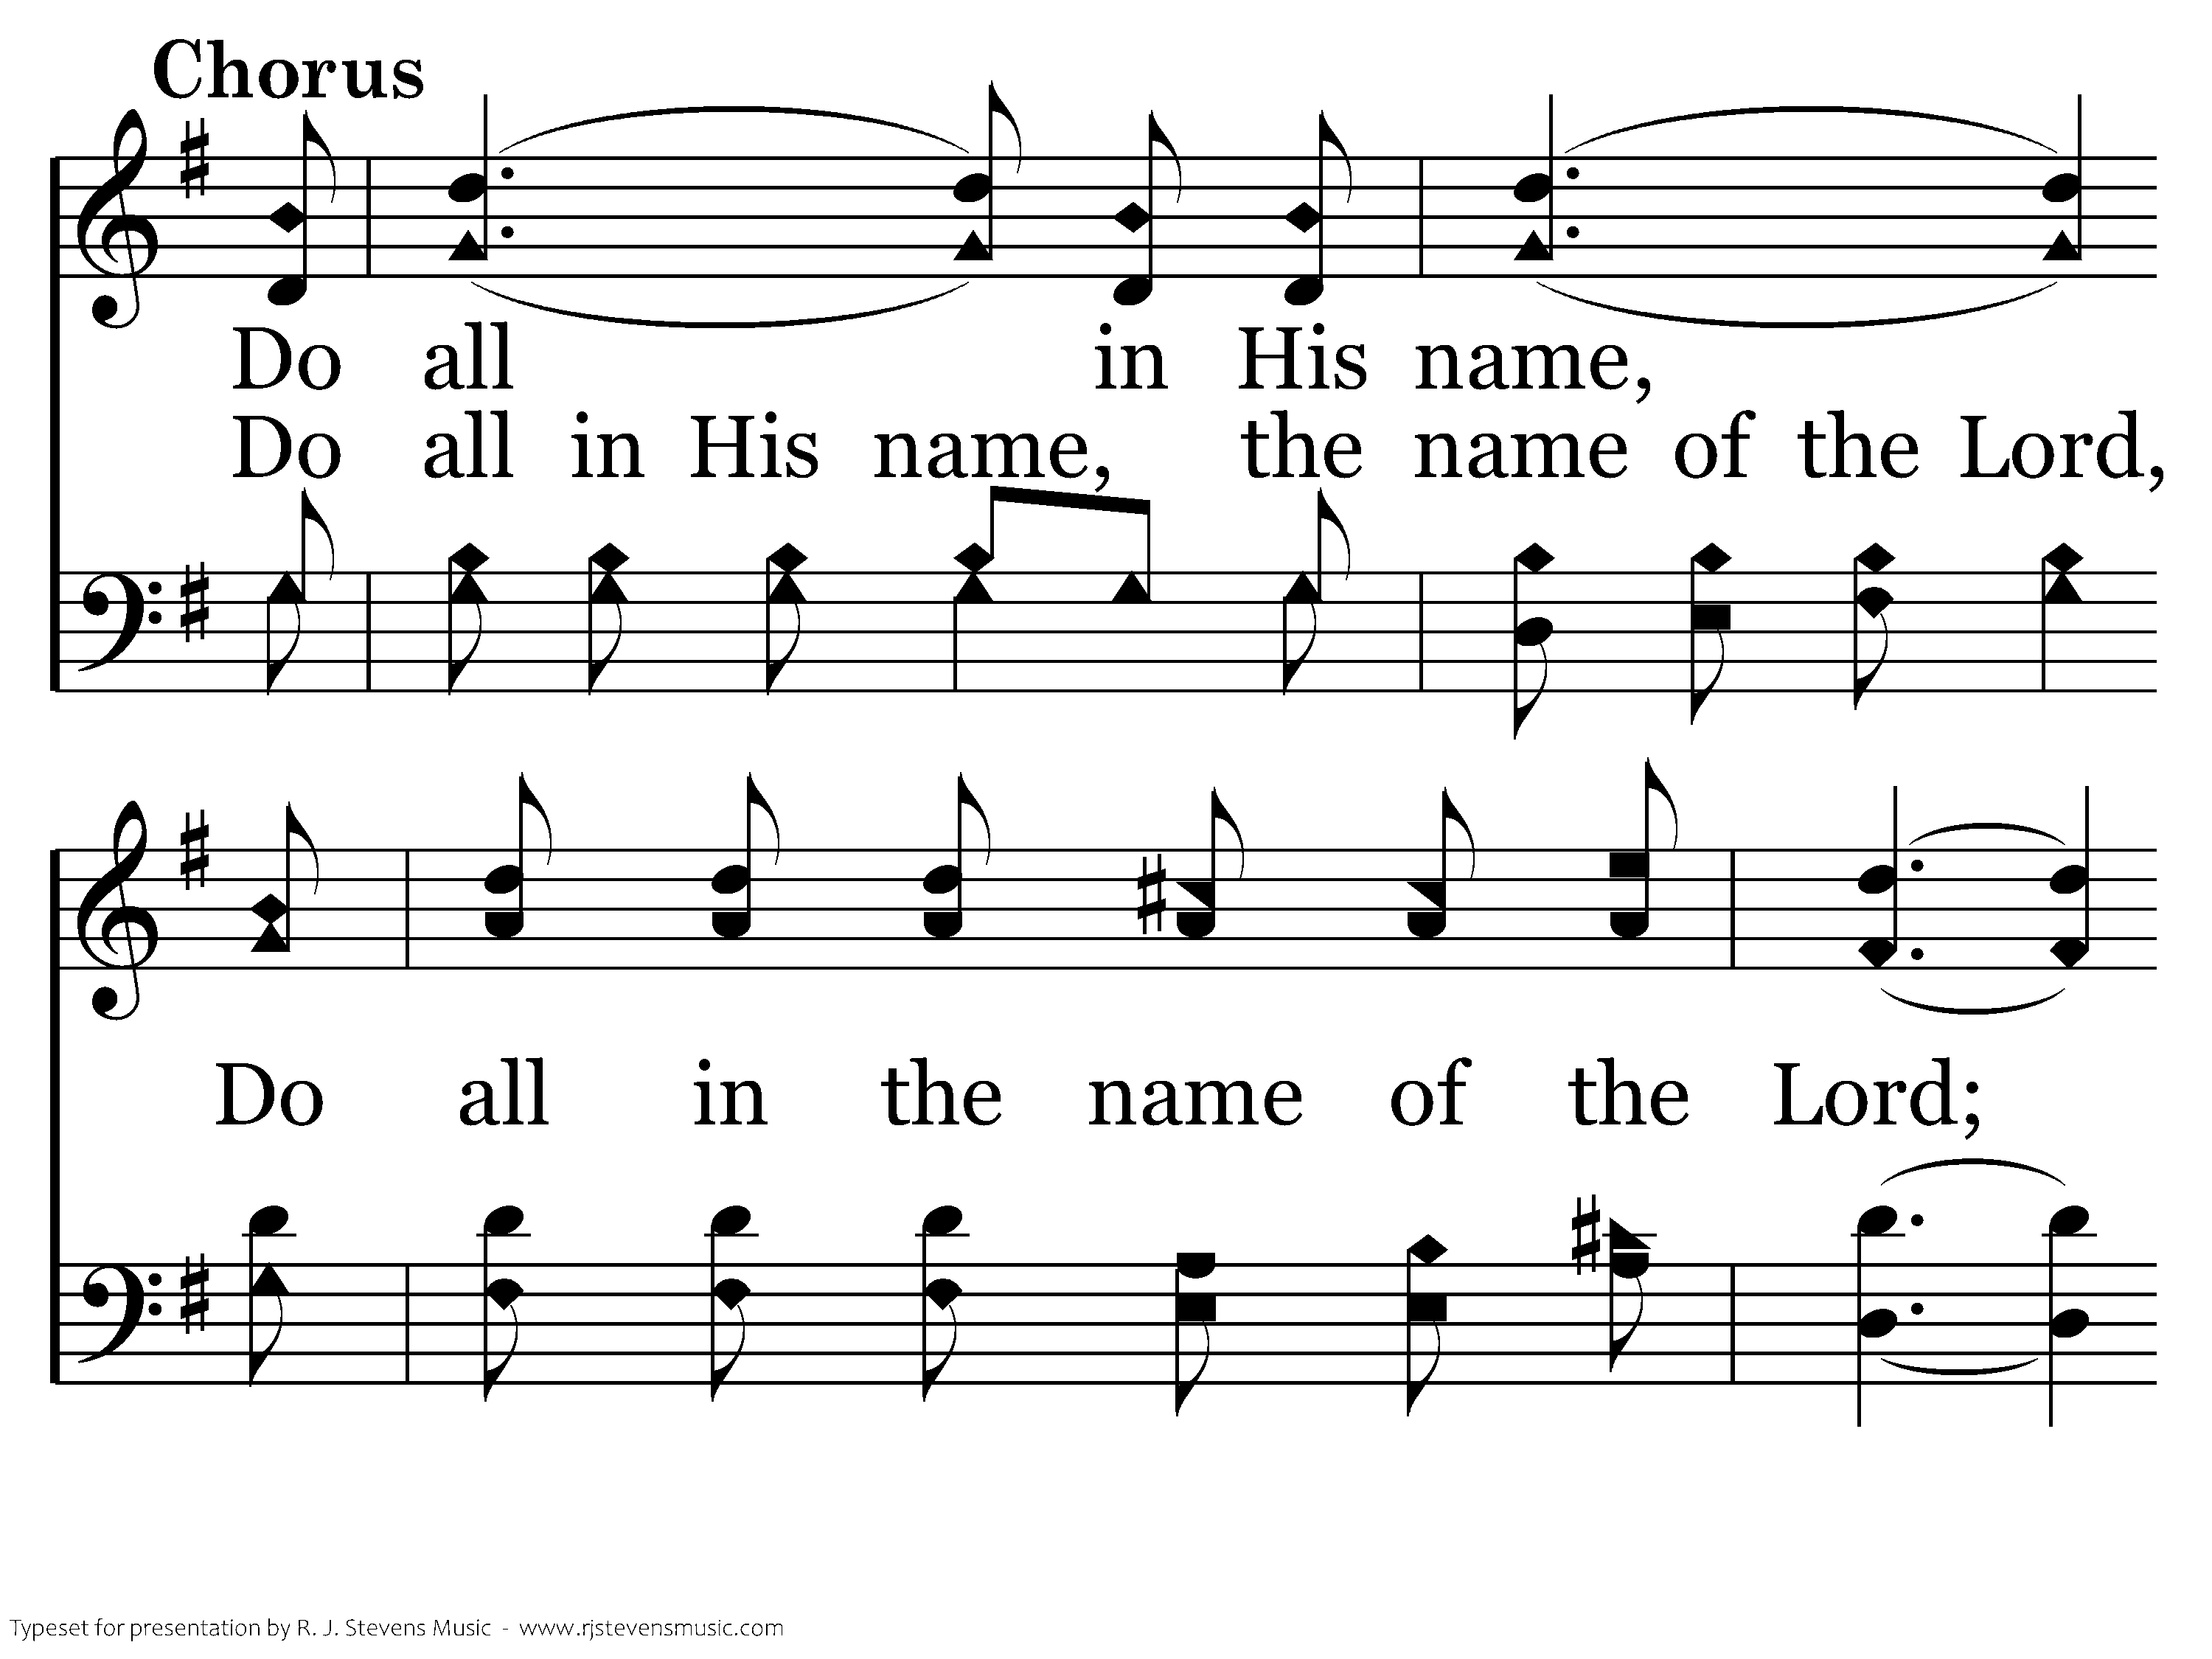 Chorus
Do all in His name,
Do all in His name, the name of the Lord,
Do all in the name of the Lord;
Typeset for presentation by R. J. Stevens Music - www.rjstevensmusic.com